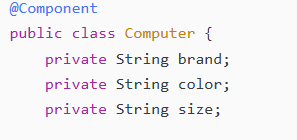 @Component
public class Computer {
    private String brand;
    private String color;
    private String size;